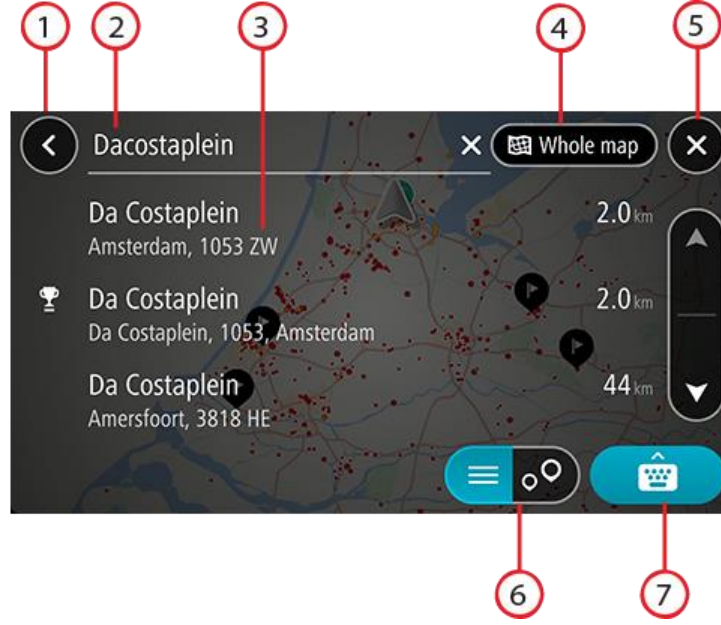 1 2 3 4 5
Dacostaplein Whole map
Da Costaplein 2.0 km
Amsterdam, 1053 ZW
Da Costaplein 2.0 km
Da Costaplein, 1053, Amsterdam
Da Costaplein 44 km
Amersfoort, 3818 HE
6 7